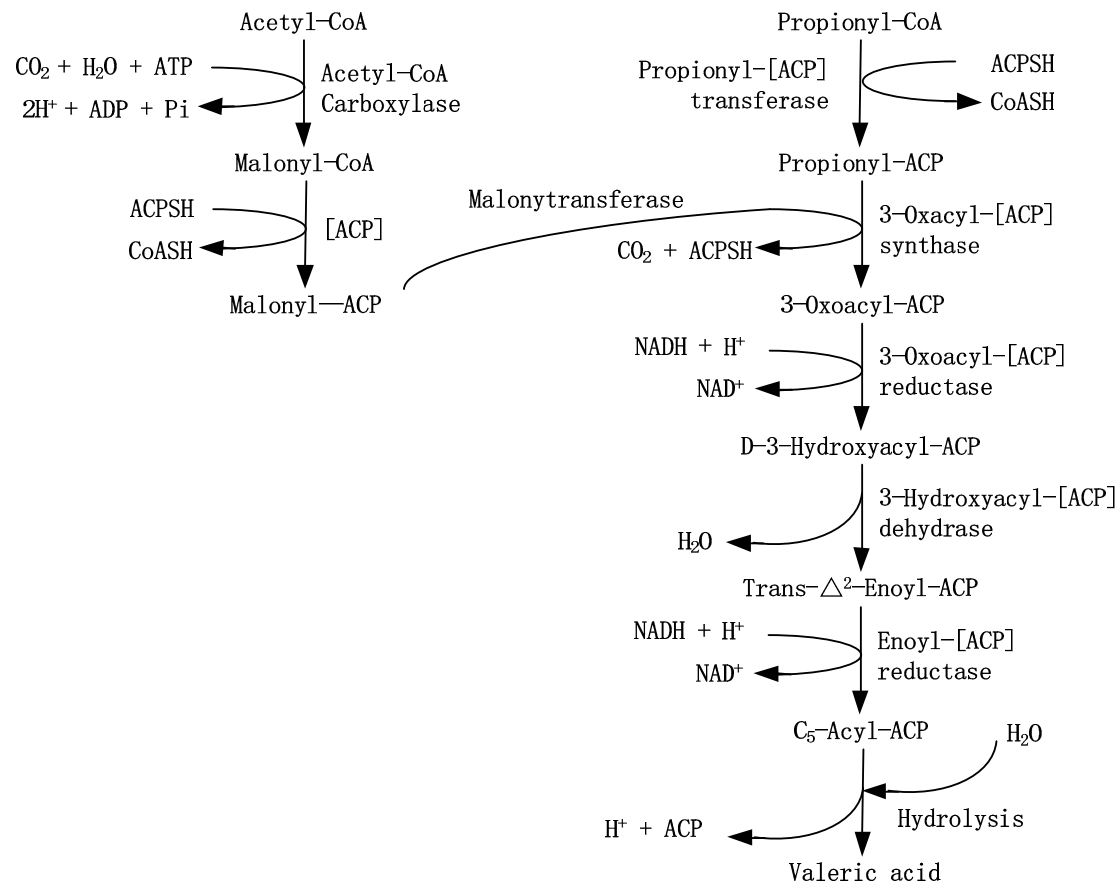 Acetyl-CoA
Propionyl-CoA
CO₂ + H₂O + ATP
2H⁺ + ADP + Pi
Acetyl-CoA
Carboxylase
Propionyl-[ACP]
transferase
ACPSH
CoASH
Malonyl-CoA
Propionyl-ACP
ACPSH
CoASH
[ACP]
Malonytransferase
CO₂ + ACPSH
3-Oxacyl-[ACP]
synthase
Malonyl—ACP
3-Oxoacyl-ACP
NADH + H⁺
NAD⁺
3-Oxoacyl-[ACP]
reductase
D-3-Hydroxyacyl-ACP
3-Hydroxyacyl-[ACP]
dehydrase
H₂O
Trans-△²-Enoyl-ACP
NADH + H⁺
NAD⁺
Enoyl-[ACP]
reductase
C₅-Acyl-ACP
H₂O
Hydrolysis
H⁺ + ACP
Valeric acid